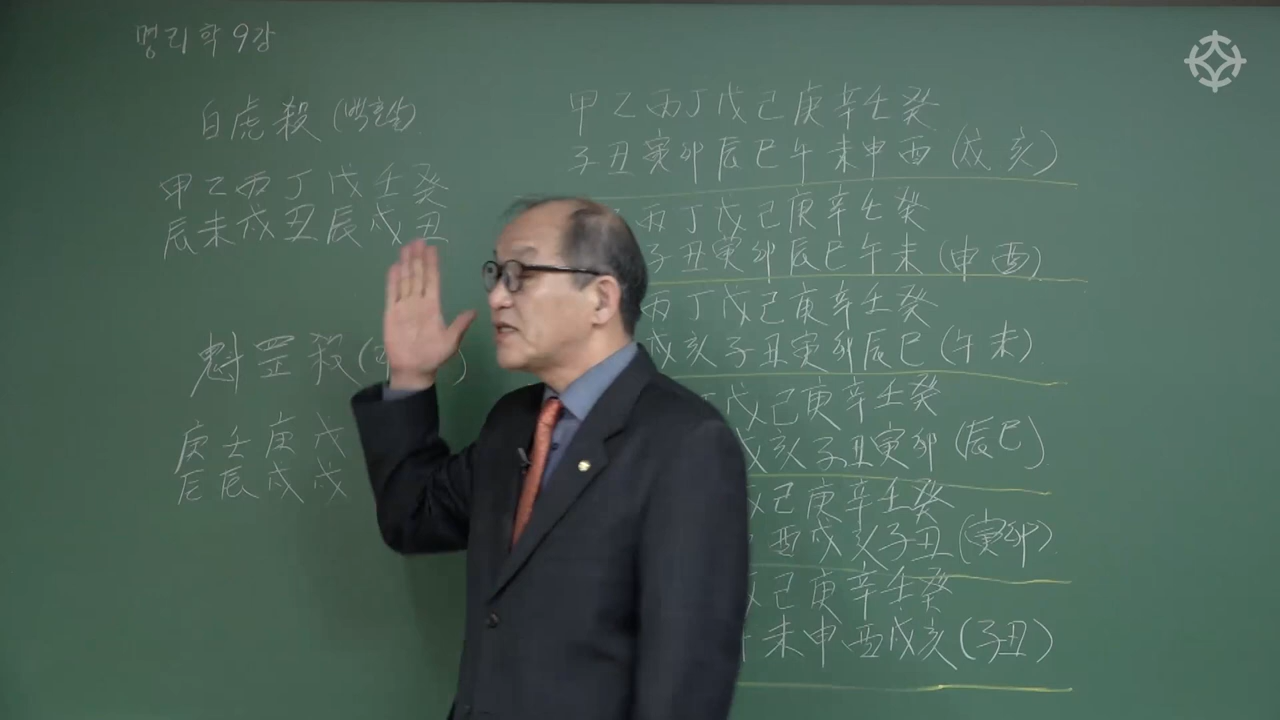 명리학 9강
白虎殺 (백호살)
甲乙丙丁戊壬癸
辰未戌丑辰戌丑
魁罡殺(
庚壬庚戊
辰辰戌戌
甲乙丙丁戊己庚辛壬癸
子丑寅卯辰巳午未申酉 (戌亥)
丙丁戊己庚辛壬癸
子丑寅卯辰巳午未 (申酉)
丙丁戊己庚辛壬癸
戌亥子丑寅卯辰巳 (午未)
丁戊己庚辛壬癸
戌亥子丑寅卯 (辰巳)
戊己庚辛壬癸
酉戌亥子丑 (寅卯)
戊己庚辛壬癸
未申酉戌亥 (子丑)